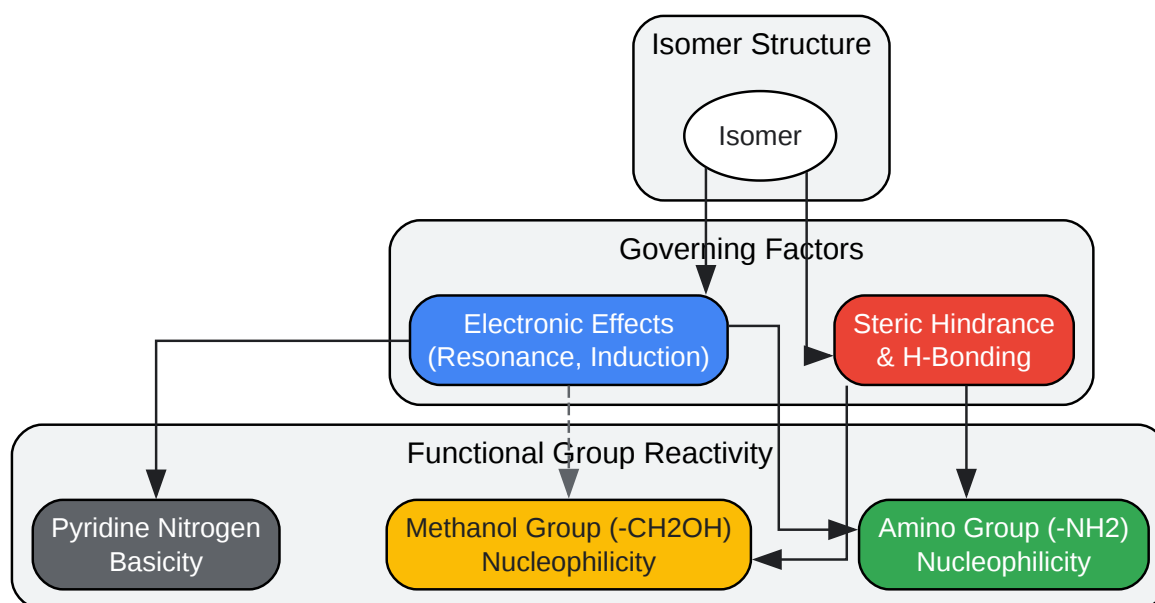 Isomer Structure
Isomer
Governing Factors
Electronic Effects
(Resonance, Induction)
Steric Hindrance
& H-Bonding
Functional Group Reactivity
Pyridine Nitrogen
Basicity
Methanol Group (-CH2OH)
Nucleophilicity
Amino Group (-NH2)
Nucleophilicity